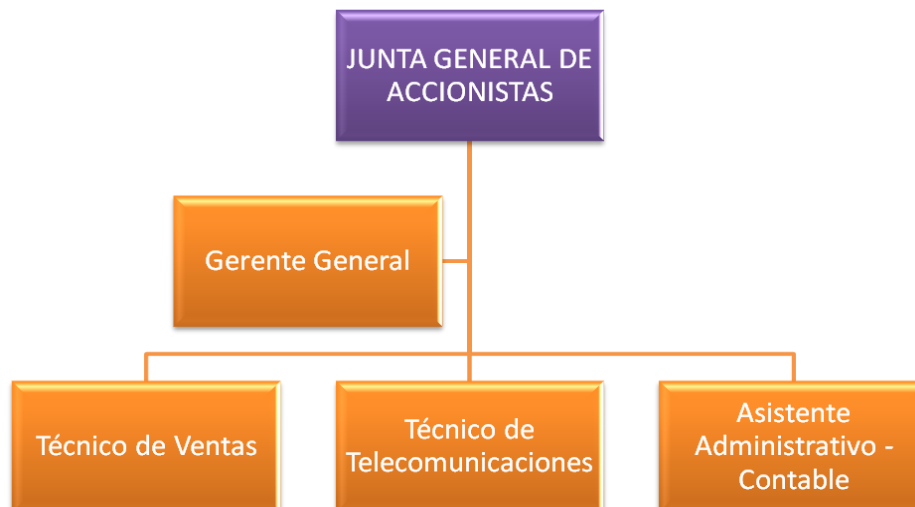 JUNTA GENERAL DE
ACCIONISTAS
Gerente General
Técnico de Ventas
Técnico de
Telecomunicaciones
Asistente
Administrativo -
Contable